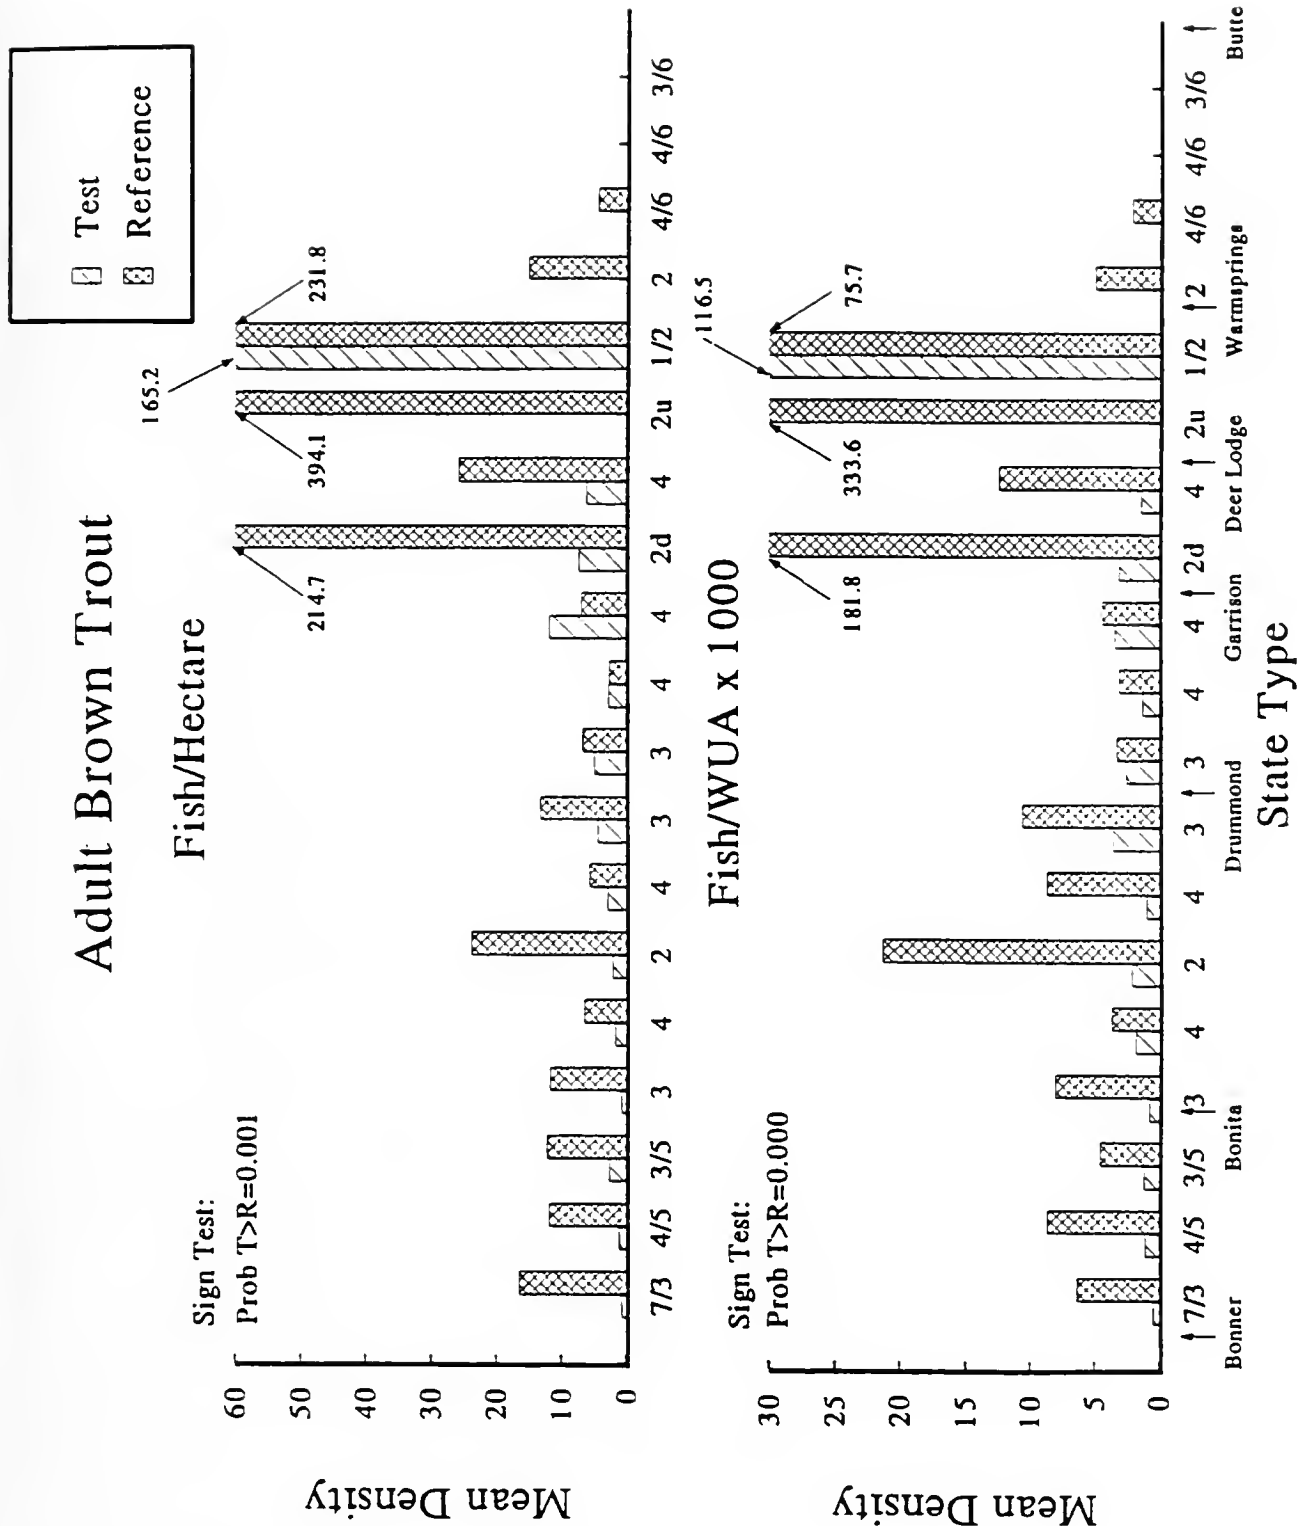 Adult Brown Trout
Test
Reference
Fish/Hectare
Sign Test:
Prob T>R=0.001
Mean Density
60
50
40
30
20
10
0
214.7
394.1
165.2
231.8
7/3 4/5 3/5 3 4 2 4 3 3 4 4 2d 4 2u 1/2 2 4/6 4/6 3/6
Fish/WUA x 1000
Sign Test:
Prob T>R=0.000
Mean Density
30
25
20
15
10
5
0
181.8
333.6
116.5
75.7
7/3 4/5 3/5 3 4 2 4 3 3 4 4 2d 4 2u 1/2 2 4/6 4/6 3/6
Bonner Bonita Drummond Garrison Deer Lodge Warmsprings Butte
State Type